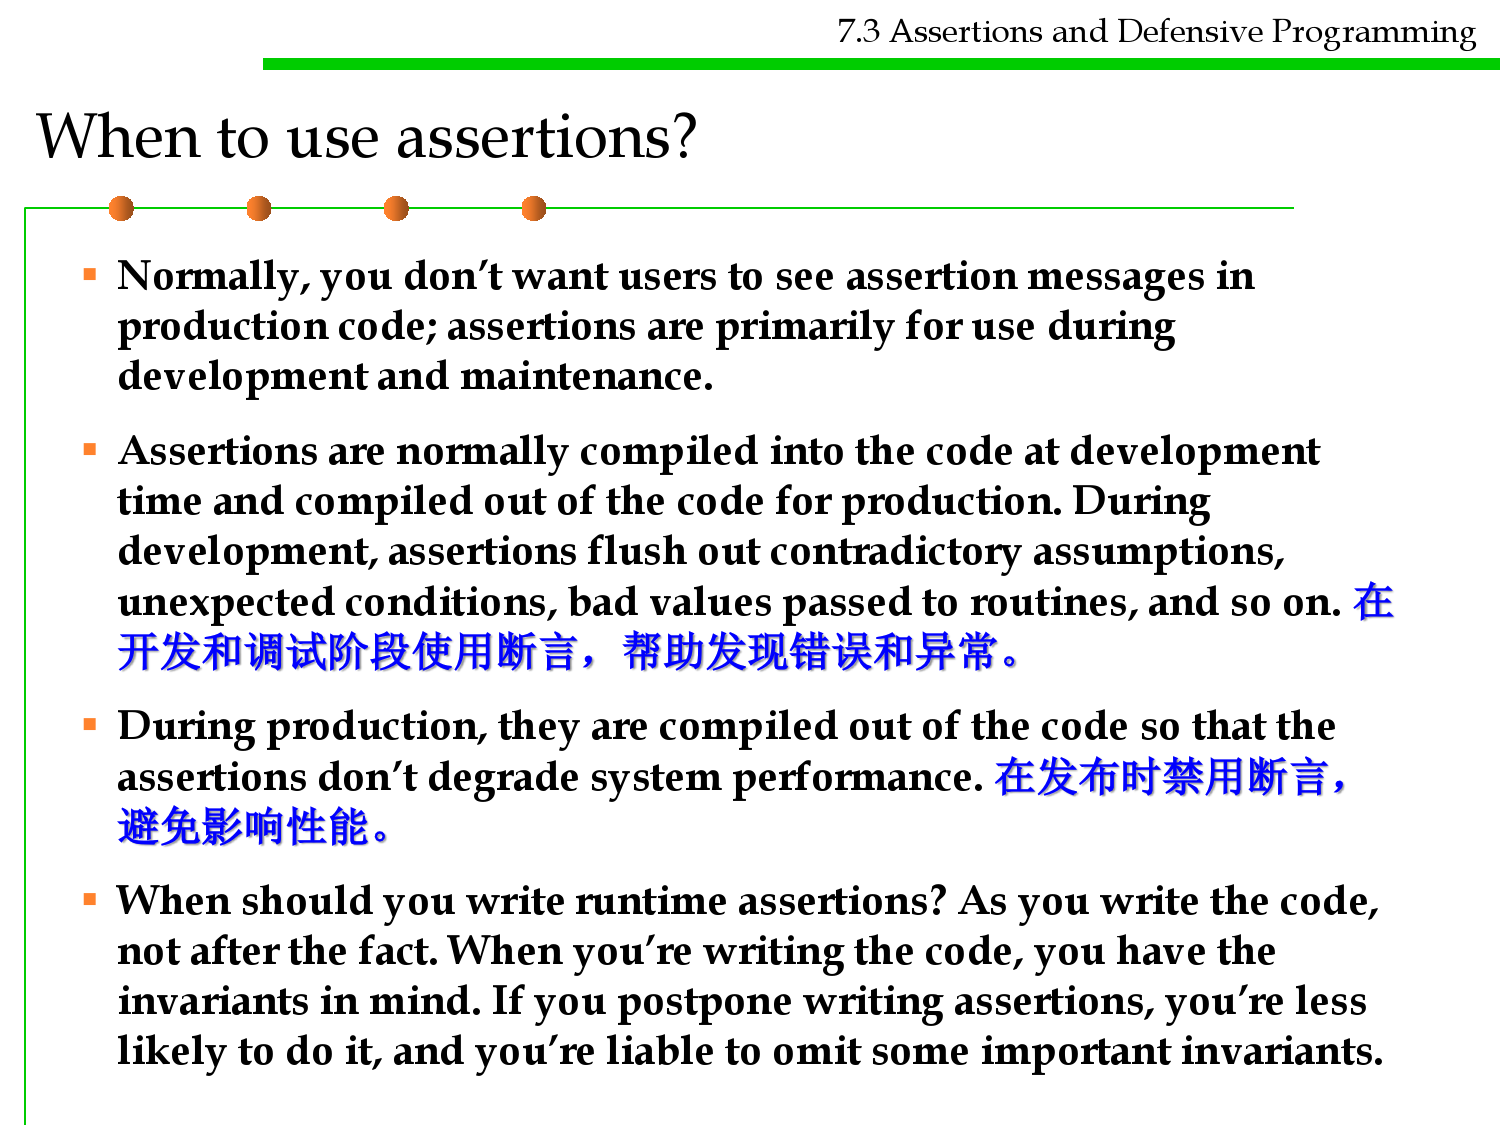 7.3 Assertions and Defensive Programming
When to use assertions?
▪ Normally, you don’t want users to see assertion messages in
production code; assertions are primarily for use during
development and maintenance.
▪ Assertions are normally compiled into the code at development
time and compiled out of the code for production. During
development, assertions flush out contradictory assumptions,
unexpected conditions, bad values passed to routines, and so on. 在
开发和调试阶段使用断言，帮助发现错误和异常。
▪ During production, they are compiled out of the code so that the
assertions don’t degrade system performance. 在发布时禁用断言，
避免影响性能。
▪ When should you write runtime assertions? As you write the code,
not after the fact. When you’re writing the code, you have the
invariants in mind. If you postpone writing assertions, you’re less
likely to do it, and you’re liable to omit some important invariants.